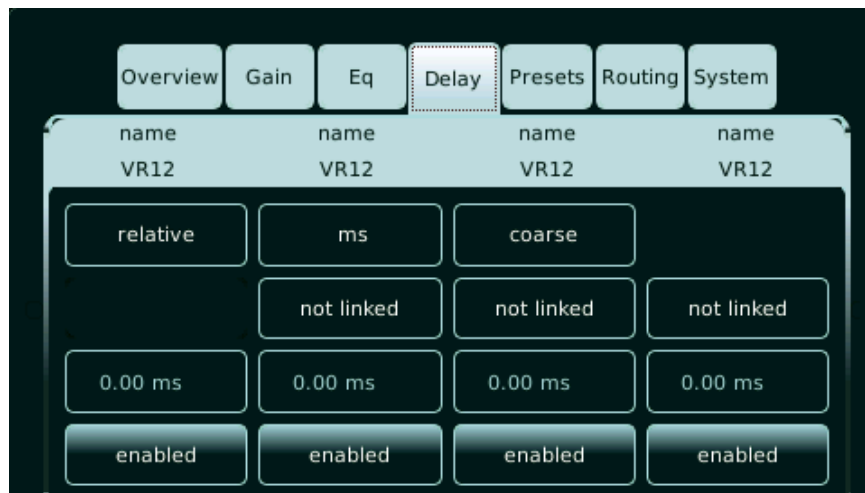 Overview Gain Eq Delay Presets Routing System
name name name name
VR12 VR12 VR12 VR12
relative ms coarse
not linked not linked not linked
0.00 ms 0.00 ms 0.00 ms 0.00 ms
enabled enabled enabled enabled